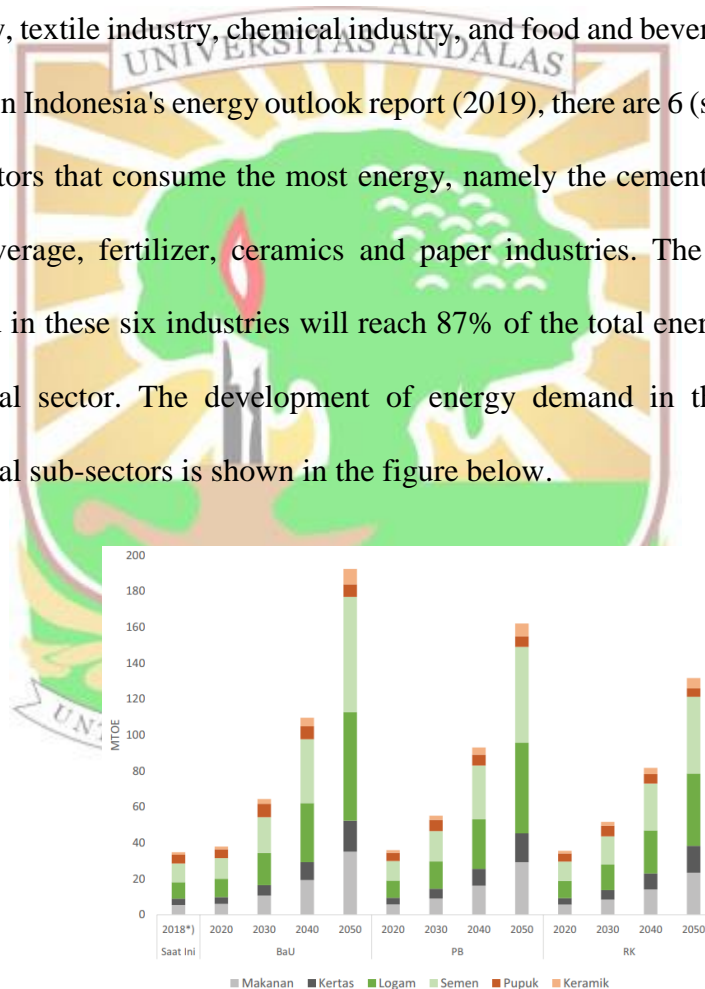 , textile industry, chemical industry, and food and bever
UNIVERSITAS ANDALAS
n Indonesia's energy outlook report (2019), there are 6 (s
tors that consume the most energy, namely the cement
verage, fertilizer, ceramics and paper industries. The
in these six industries will reach 87% of the total ener
al sector. The development of energy demand in th
al sub-sectors is shown in the figure below.
UNT
MTOE
200
180
160
140
120
100
80
60
40
20
0
2018*) 2020 2030 2040 2050 2020 2030 2040 2050 2020 2030 2040 2050
Saat Ini BaU PB RK
Makanan Kertas Logam Semen Pupuk Keramik